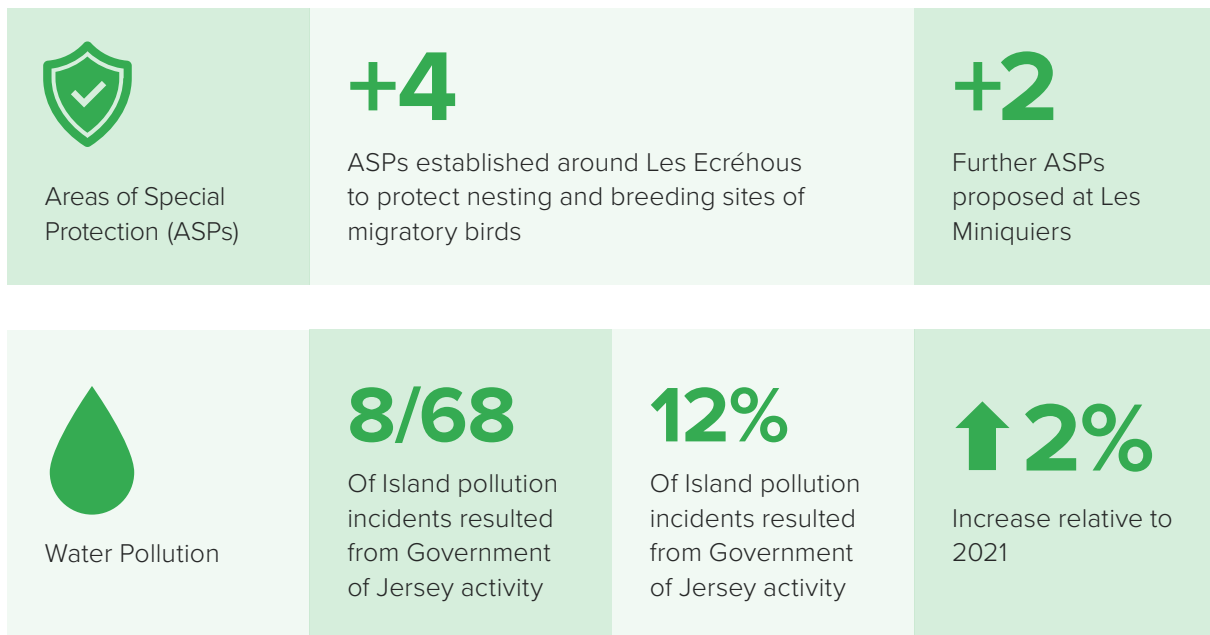 Areas of Special
Protection (ASPs)
+4
ASPs established around Les Ecréhous
to protect nesting and breeding sites of
migratory birds
+2
Further ASPs
proposed at Les
Miniquiers
Water Pollution
8/68
Of Island pollution
incidents resulted
from Government
of Jersey activity
12%
Of Island pollution
incidents resulted
from Government
of Jersey activity
2%
Increase relative to
2021